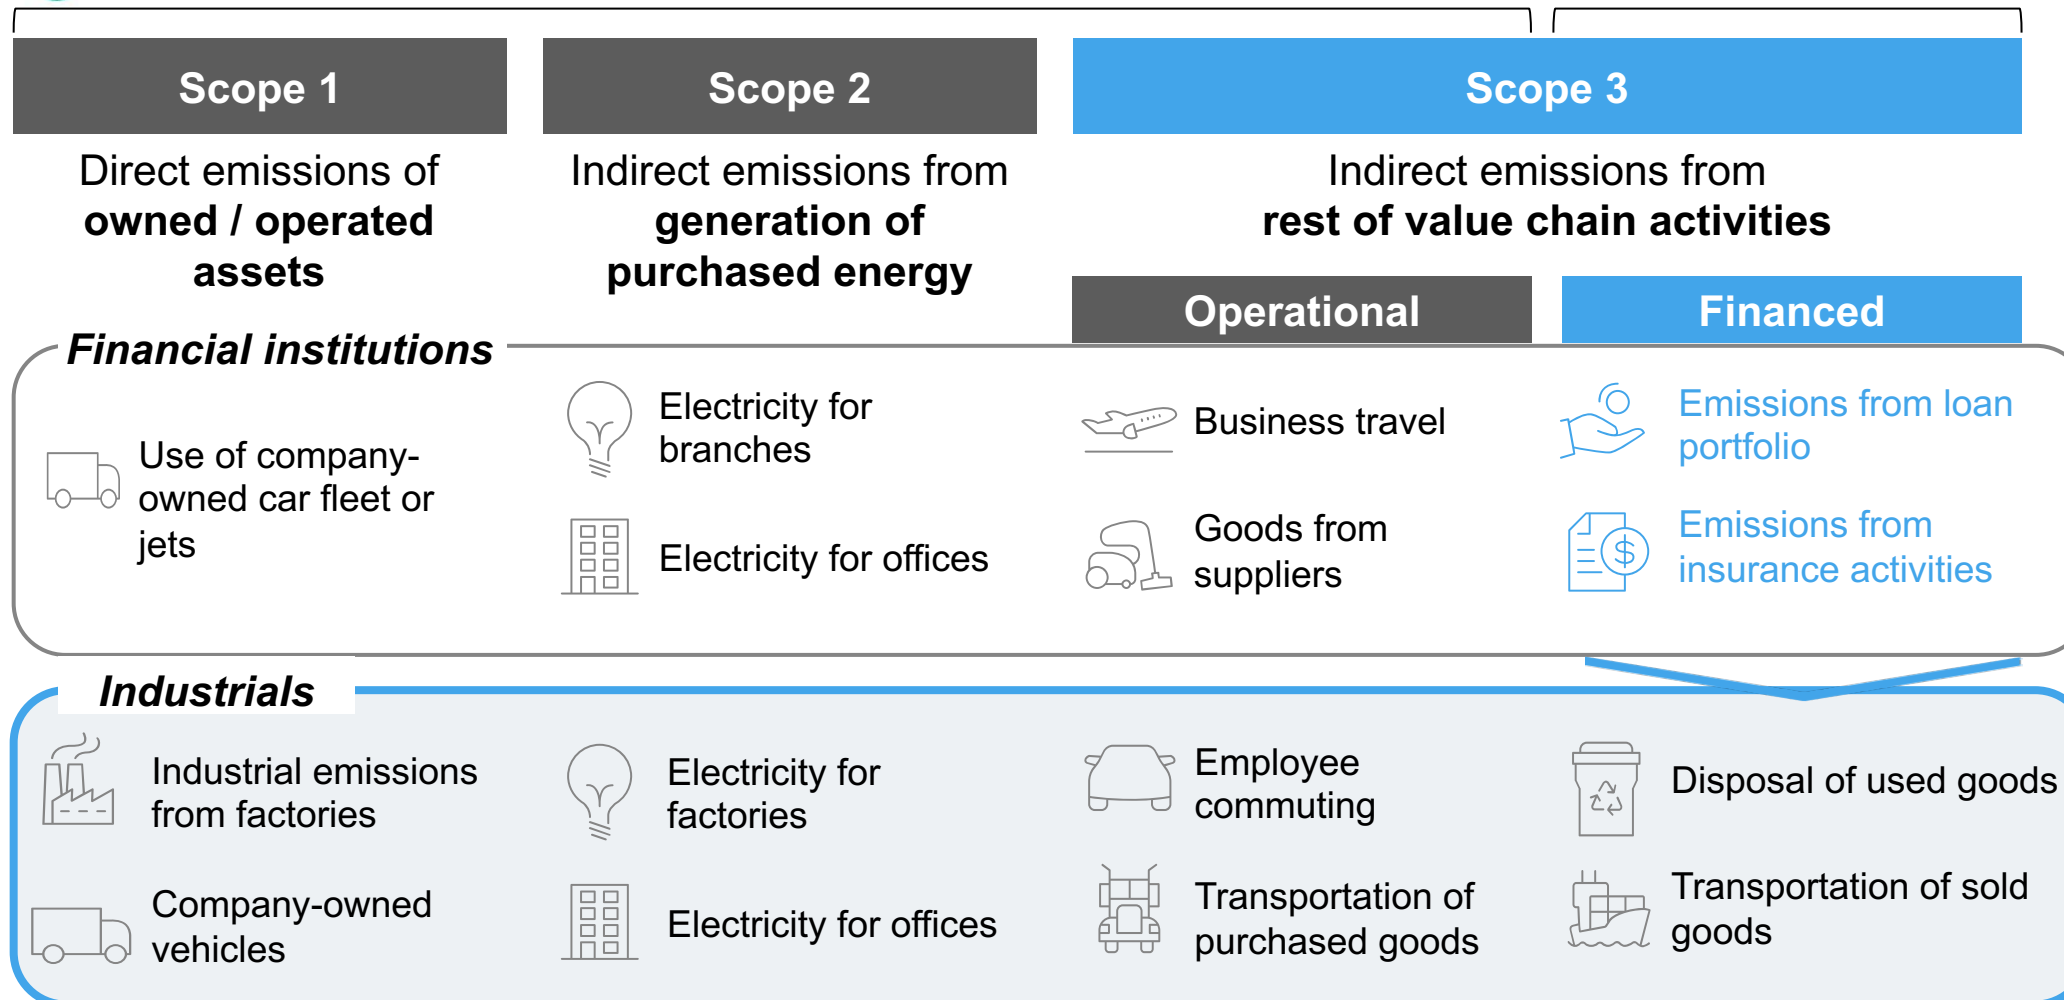 Scope 1
Scope 2
Scope 3
Direct emissions of
owned / operated
assets
Indirect emissions from
generation of
purchased energy
Indirect emissions from
rest of value chain activities
Operational
Financed
Financial institutions
Use of company-
owned car fleet or
jets
Electricity for
branches
Electricity for offices
Business travel
Goods from
suppliers
Emissions from loan
portfolio
$
Emissions from
insurance activities
Industrials
Industrial emissions
from factories
Company-owned
vehicles
Electricity for
factories
Electricity for offices
Employee
commuting
Transportation of
purchased goods
Disposal of used goods
Transportation of sold
goods